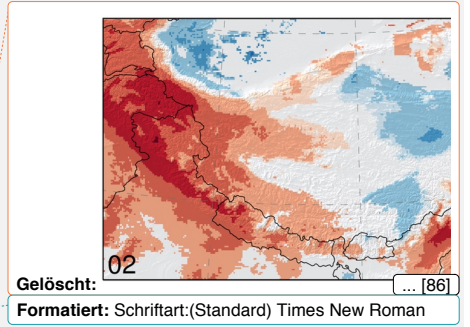 02
Gelöscht: ... [86]
Formatiert: Schriftart:(Standard) Times New Roman